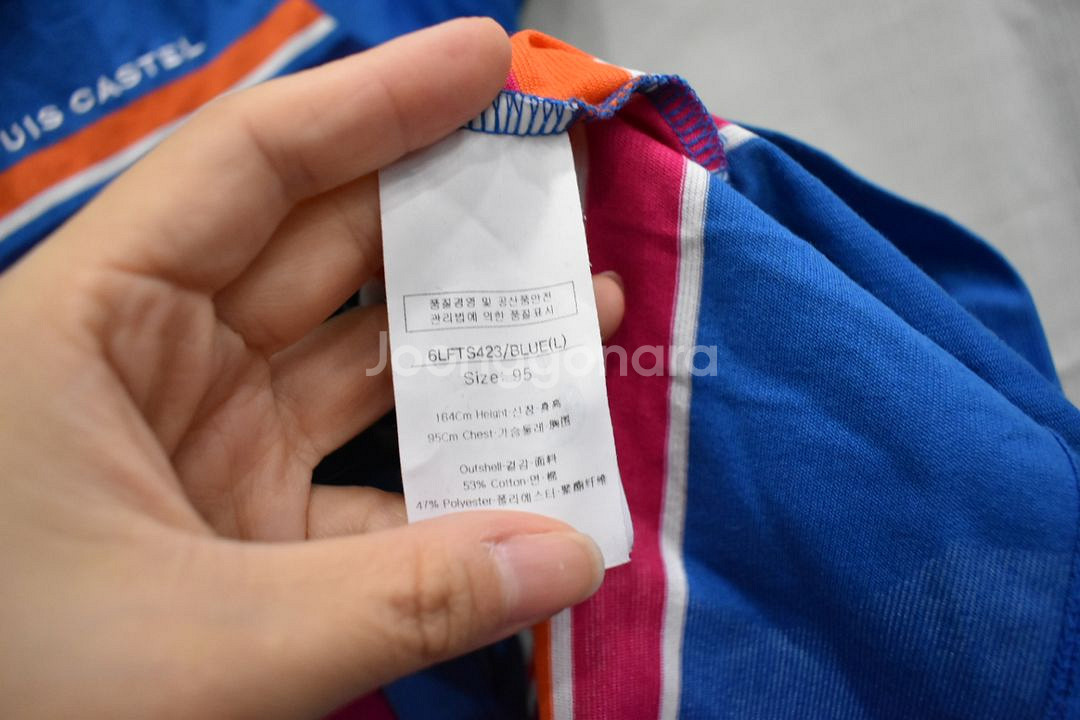 UIS CASTEL
품질경영 및 공산품안전
관리법에 의한 품질표시
6LFTS423/BLUE(L)
Joonggonara
Size: 95
164Cm Height·신장·身高
95Cm Chest·가슴둘레·胸围
Outshell·겉감·面料
53% Cotton·면·棉
47% Polyester·폴리에스터·聚酯纤维